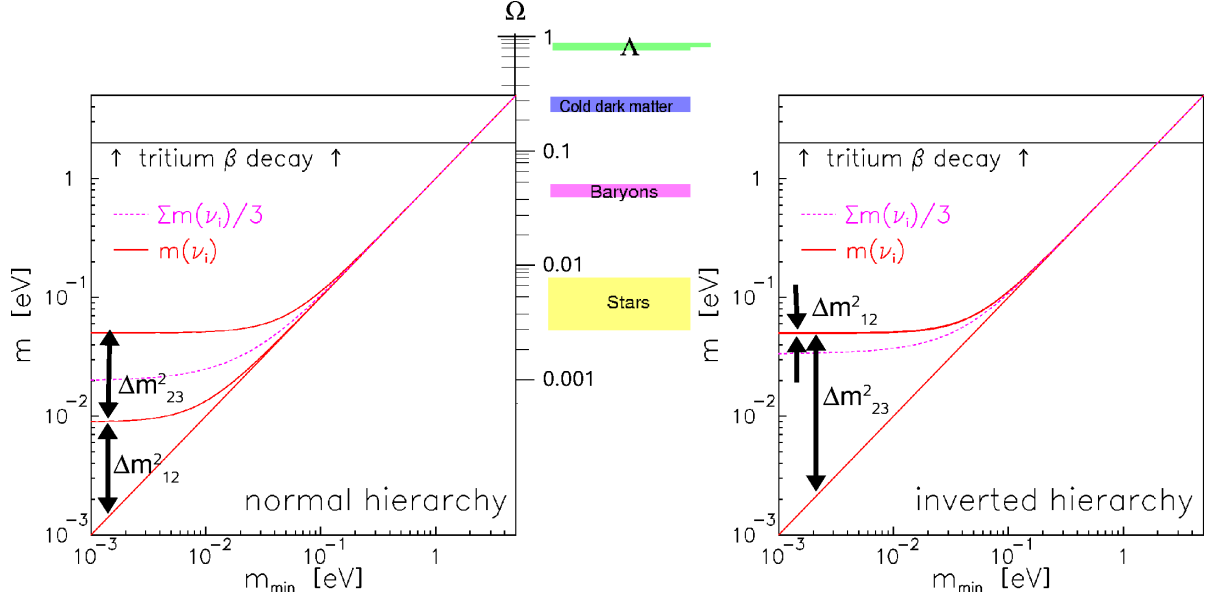 Ω
1
0.1
0.01
0.001
Λ
Cold dark matter
Baryons
Stars
↑ tritium β decay ↑
Σm(νᵢ)/3
m(νᵢ)
1
10⁻¹
10⁻²
10⁻³
m [eV]
Δm²₂₃
Δm²₁₂
normal hierarchy
10⁻³
10⁻²
10⁻¹
1
m_min [eV]
↑ tritium β decay ↑
Σm(νᵢ)/3
m(νᵢ)
1
10⁻¹
10⁻²
10⁻³
m [eV]
Δm²₁₂
Δm²₂₃
inverted hierarchy
10⁻³
10⁻²
10⁻¹
1
m_min [eV]